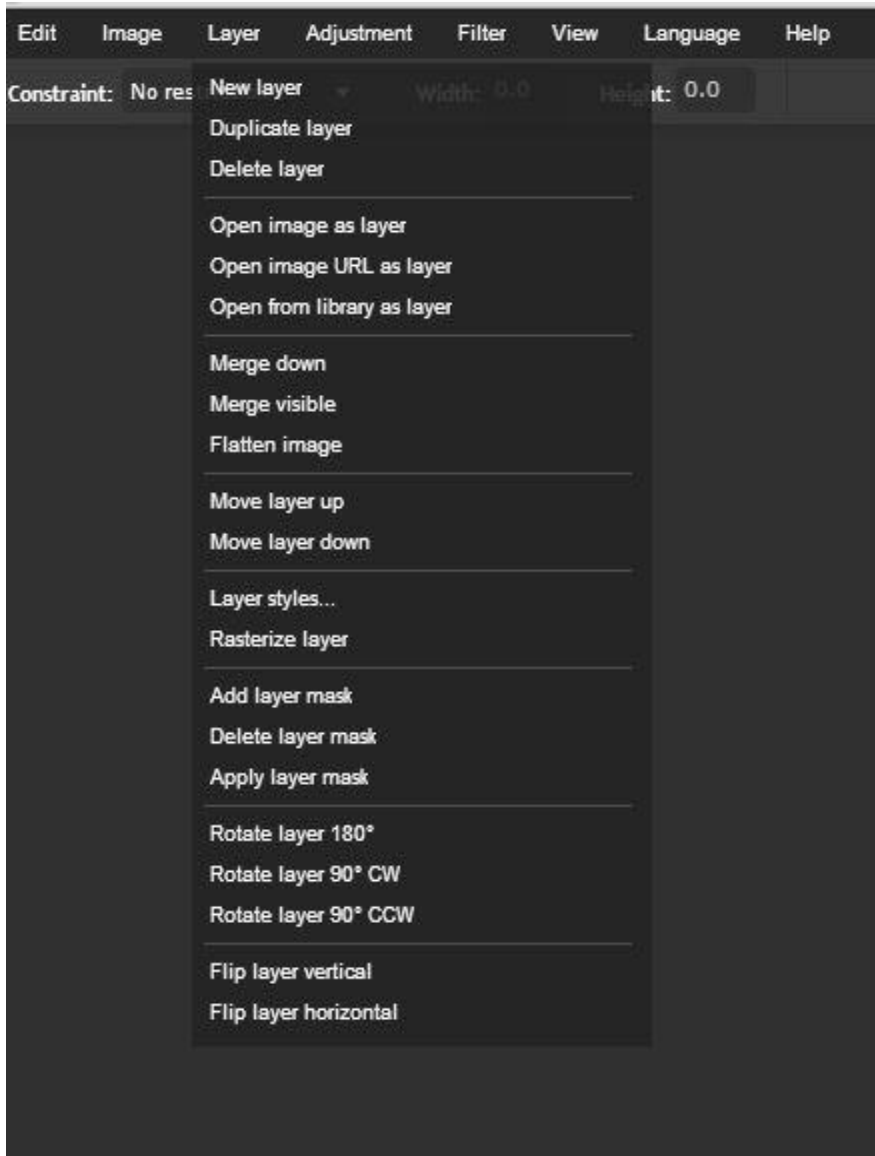 Edit Image Layer Adjustment Filter View Language Help
Constraint: No res Width: 0.0 Height: 0.0
New layer
Duplicate layer
Delete layer
Open image as layer
Open image URL as layer
Open from library as layer
Merge down
Merge visible
Flatten image
Move layer up
Move layer down
Layer styles...
Rasterize layer
Add layer mask
Delete layer mask
Apply layer mask
Rotate layer 180°
Rotate layer 90° CW
Rotate layer 90° CCW
Flip layer vertical
Flip layer horizontal